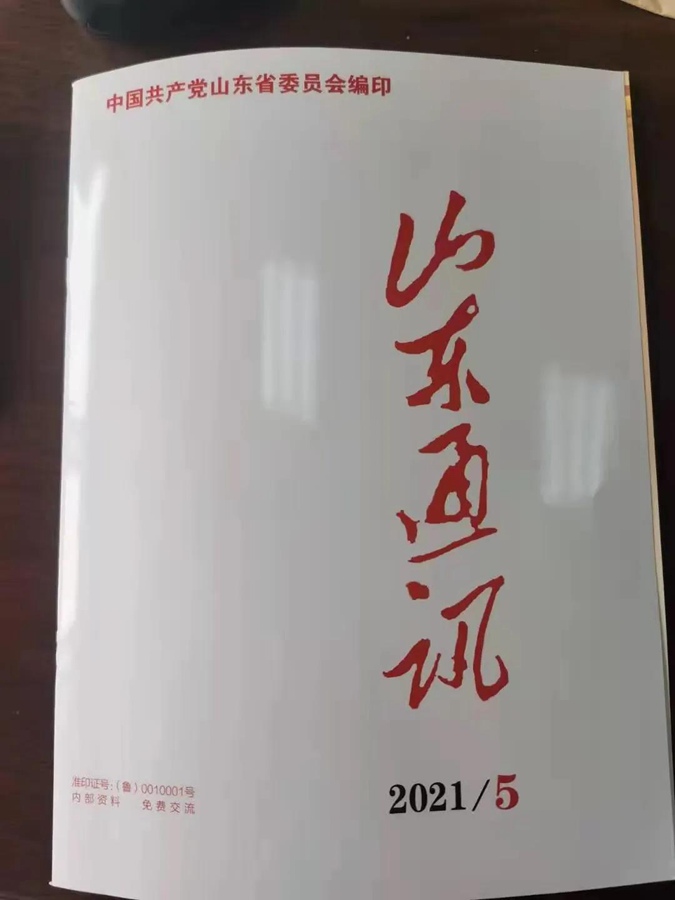 中国共产党山东省委员会编印
山东通讯
准印证号:(鲁)0010001号
内部资料 免费交流
2021/5